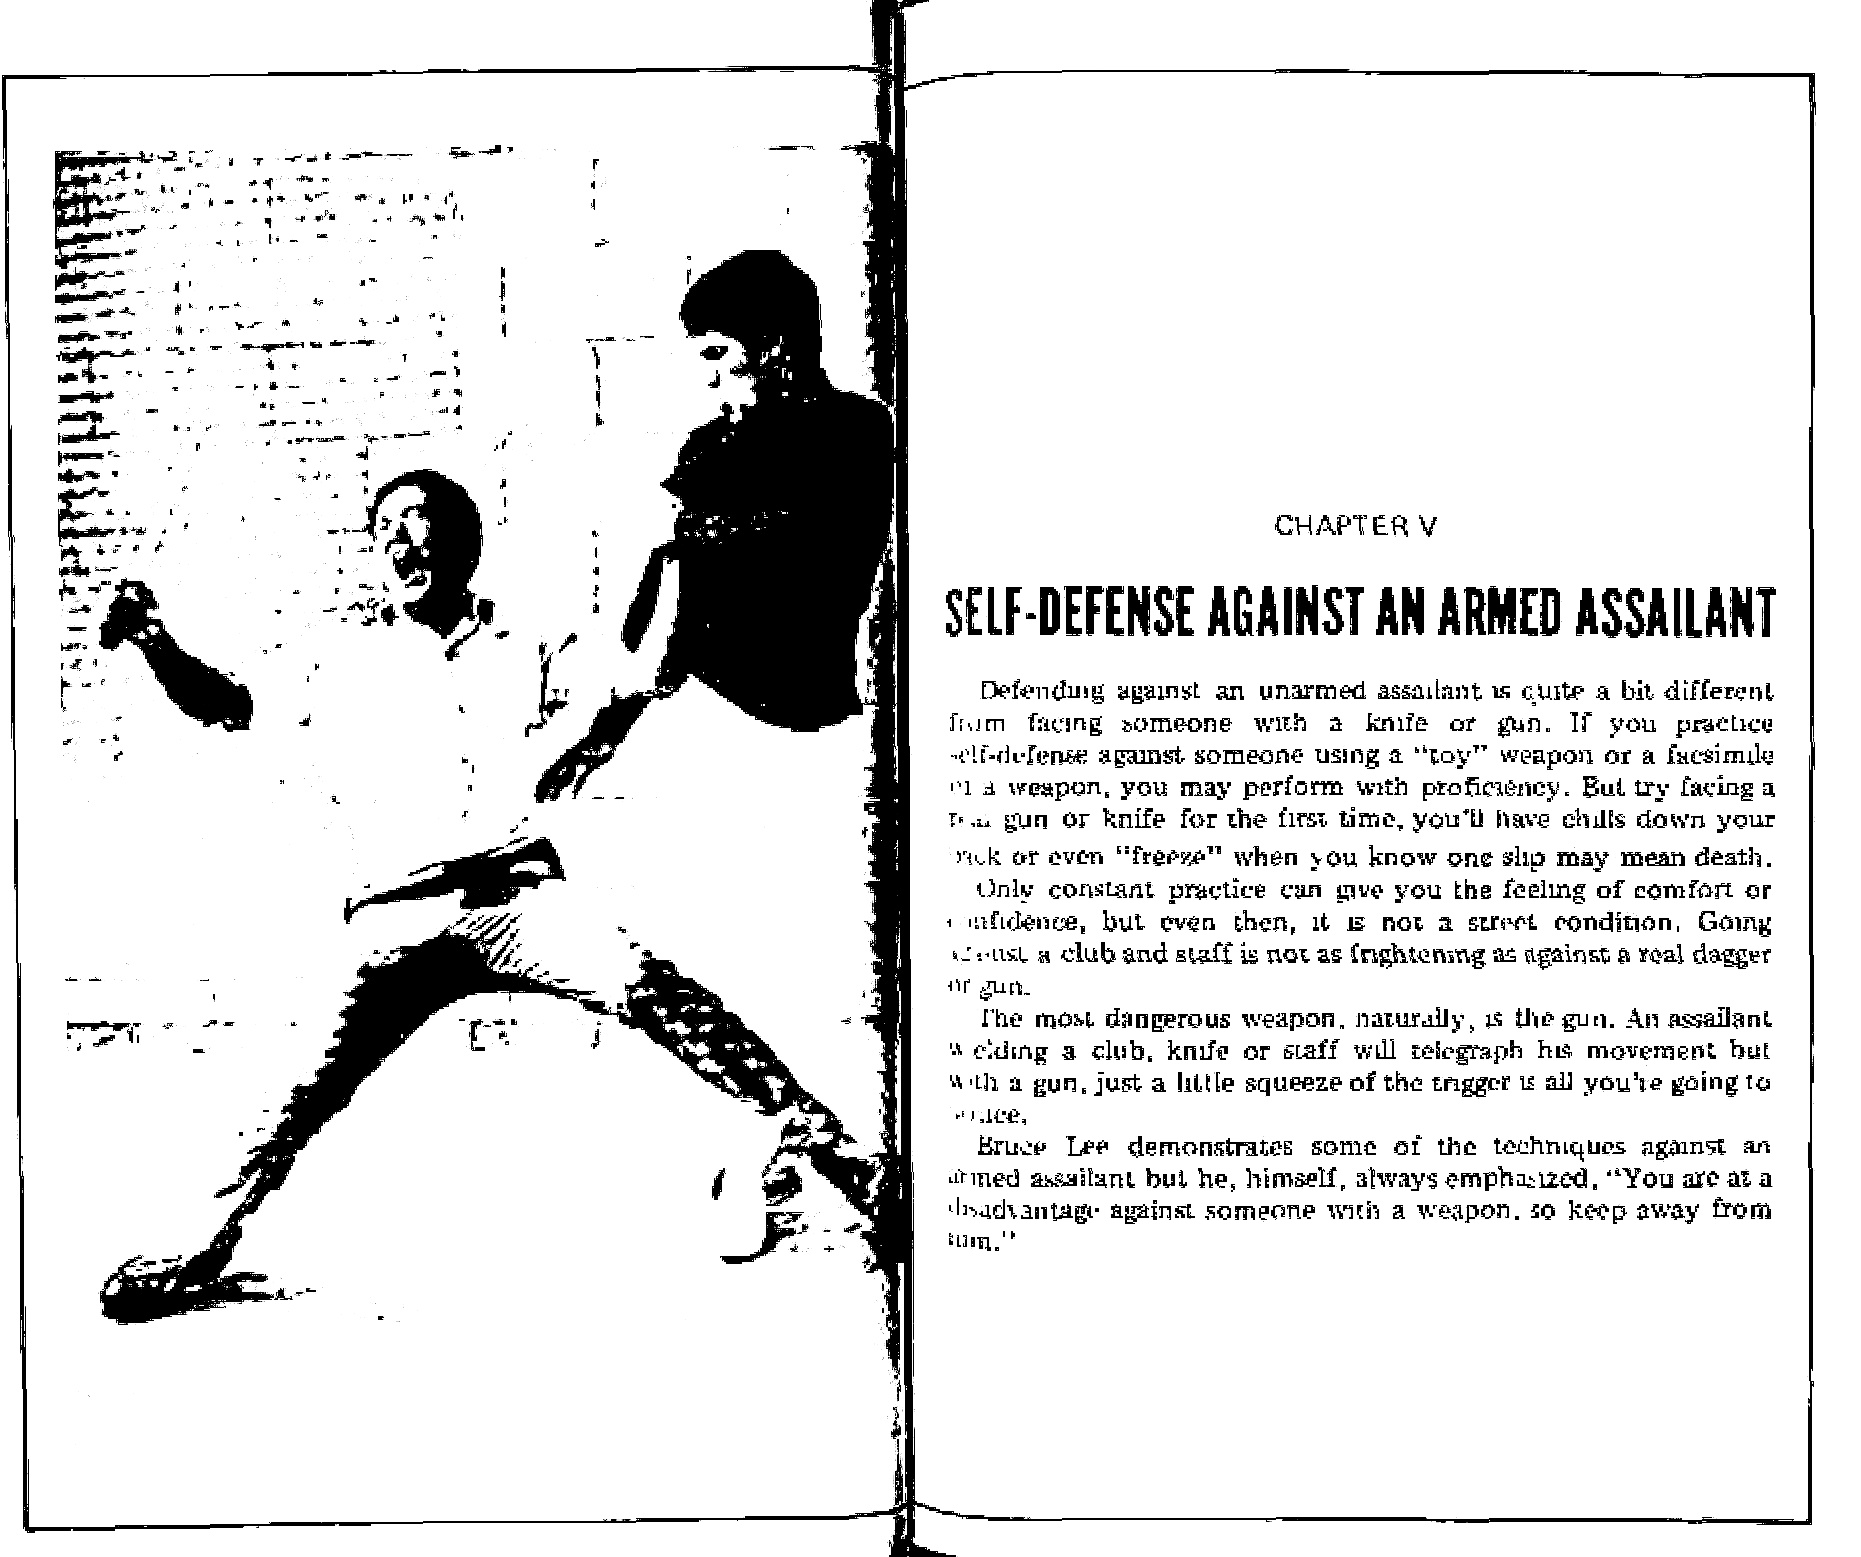 CHAPTER V
SELF-DEFENSE AGAINST AN ARMED ASSAILANT
Defending against an unarmed assailant is quite a bit different
from facing someone with a knife or gun. If you practice
self-defense against someone using a "toy" weapon or a facsimile
of a weapon, you may perform with proficiency. But try facing a
real gun or knife for the first time, you'll have chills down your
back or even "freeze" when you know one slip may mean death.
Only constant practice can give you the feeling of comfort or
confidence, but even then, it is not a street condition. Going
against a club and staff is not as frightening as against a real dagger
or gun.
The most dangerous weapon, naturally, is the gun. An assailant
wielding a club, knife or staff will telegraph his movement but
with a gun, just a little squeeze of the trigger is all you're going to
notice.
Bruce Lee demonstrates some of the techniques against an
armed assailant but he, himself, always emphasized, "You are at a
disadvantage against someone with a weapon, so keep away from
him."